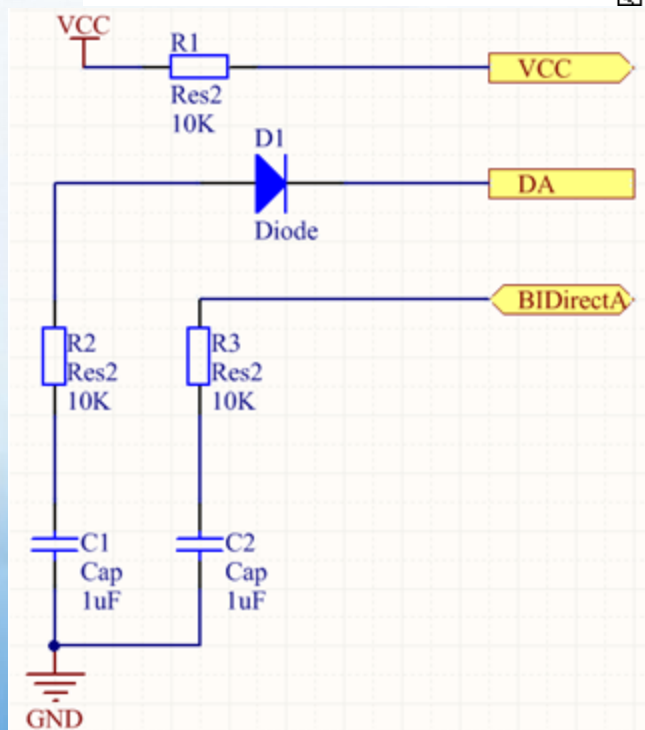 VCC
R1
Res2
10K
VCC
D1
Diode
DA
BIDirectA
R2
Res2
10K
R3
Res2
10K
C1
Cap
1uF
C2
Cap
1uF
GND